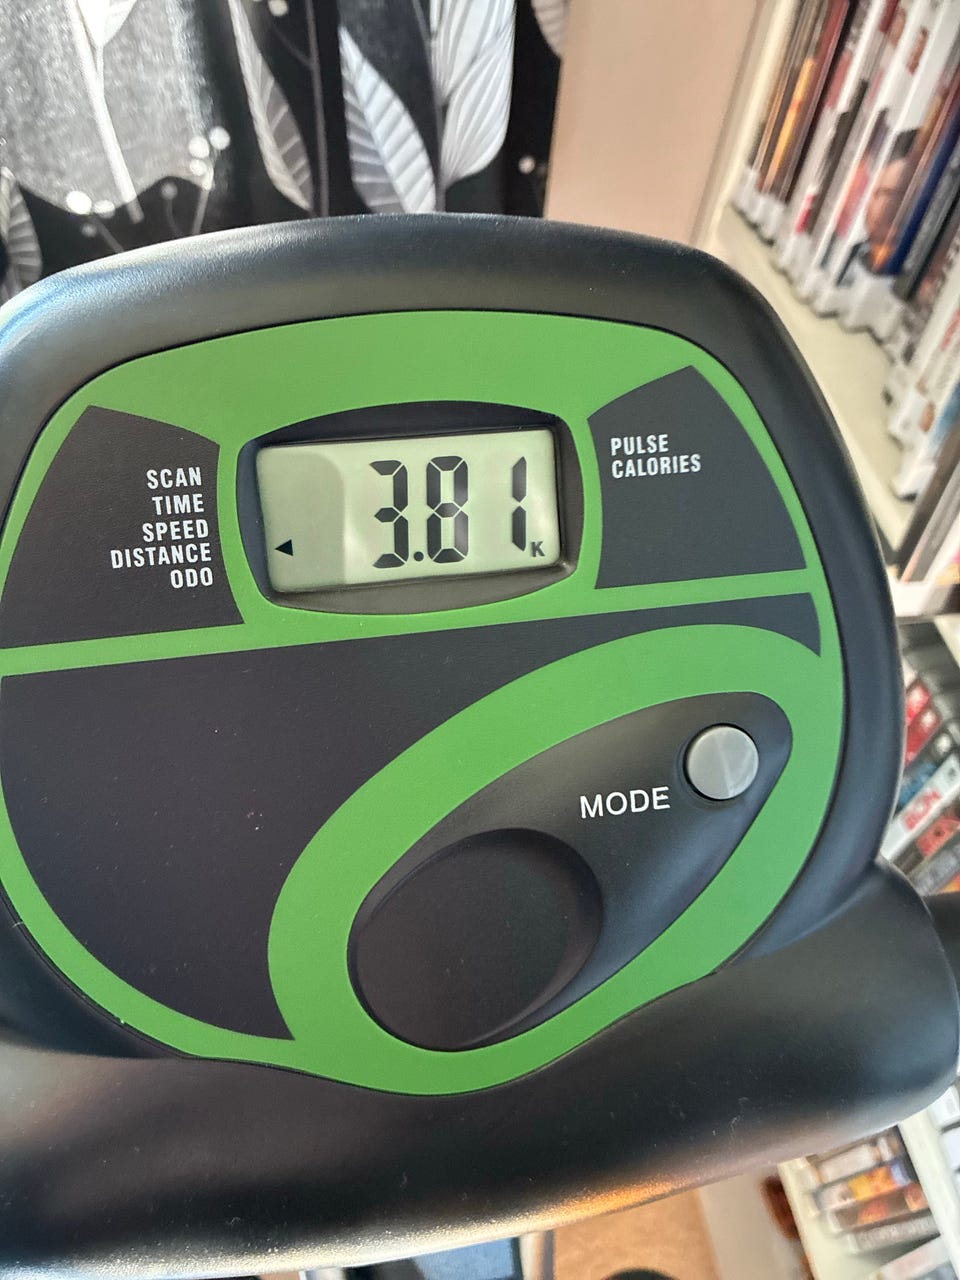 SCAN
TIME
SPEED
DISTANCE
ODO
3.81 K
PULSE
CALORIES
MODE